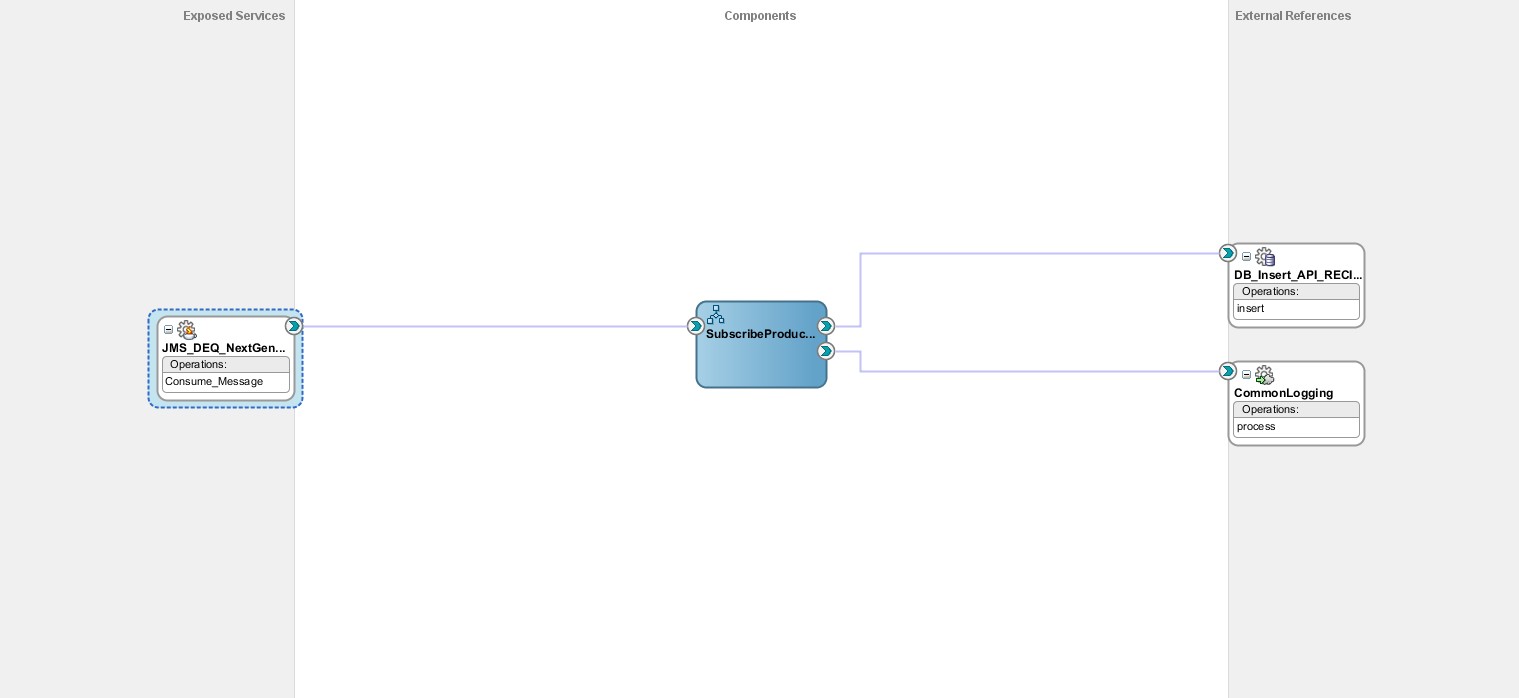 Exposed Services
Components
External References
JMS_DEQ_NextGen...
Operations:
Consume_Message
SubscribeProduc...
DB_Insert_API_RECI...
Operations:
insert
CommonLogging
Operations:
process